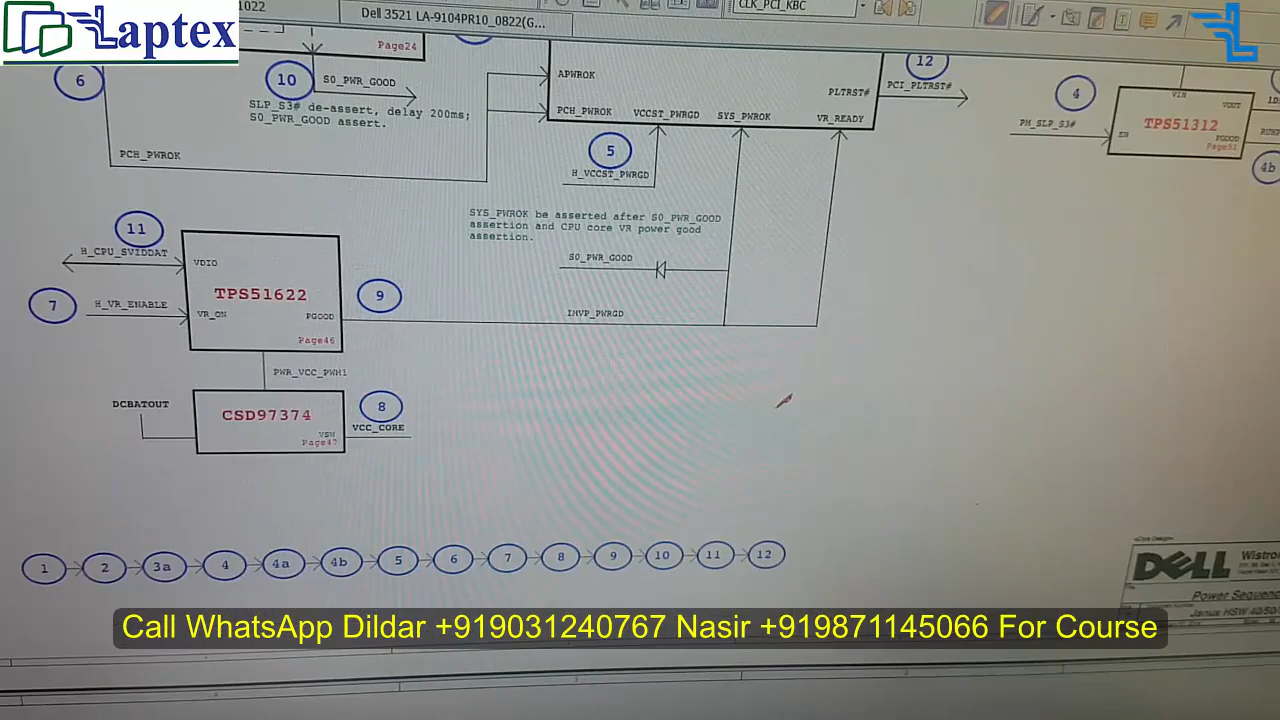 1022
Dell 3521 LA-9104PR10_0822(G...
CLK_PCI_KBC
Laptex
Page24
6
10
S0_PWR_GOOD
SLP_S3# de-assert, delay 200ms;
S0_PWR_GOOD assert.
PCH_PWROK
APWROK
PCH_PWROK
VCCST_PWRGD
SYS_PWROK
VR_READY
PLTRST#
12
PCI_PLTRST#
5
H_VCCST_PWRGD
4
PM_SLP_S3#
VIN
VOUT
TPS51312
EN
PGOOD
Page51
4b
SYS_PWROK be asserted after S0_PWR_GOOD
assertion and CPU core VR power good
assertion.
S0_PWR_GOOD
IMVP_PWRGD
11
H_CPU_SVIDDAT
VDIO
TPS51622
7
H_VR_ENABLE
VR_ON
PGOOD
Page46
9
PWR_VCC_PWM1
DCBATOUT
CSD97374
VSW
Page47
8
VCC_CORE
1 2 3a 4 4a 4b 5 6 7 8 9 10 11 12
DELL
Wistro
Power Sequen
Janus HSW 40/50/
Call WhatsApp Dildar +919031240767 Nasir +919871145066 For Course